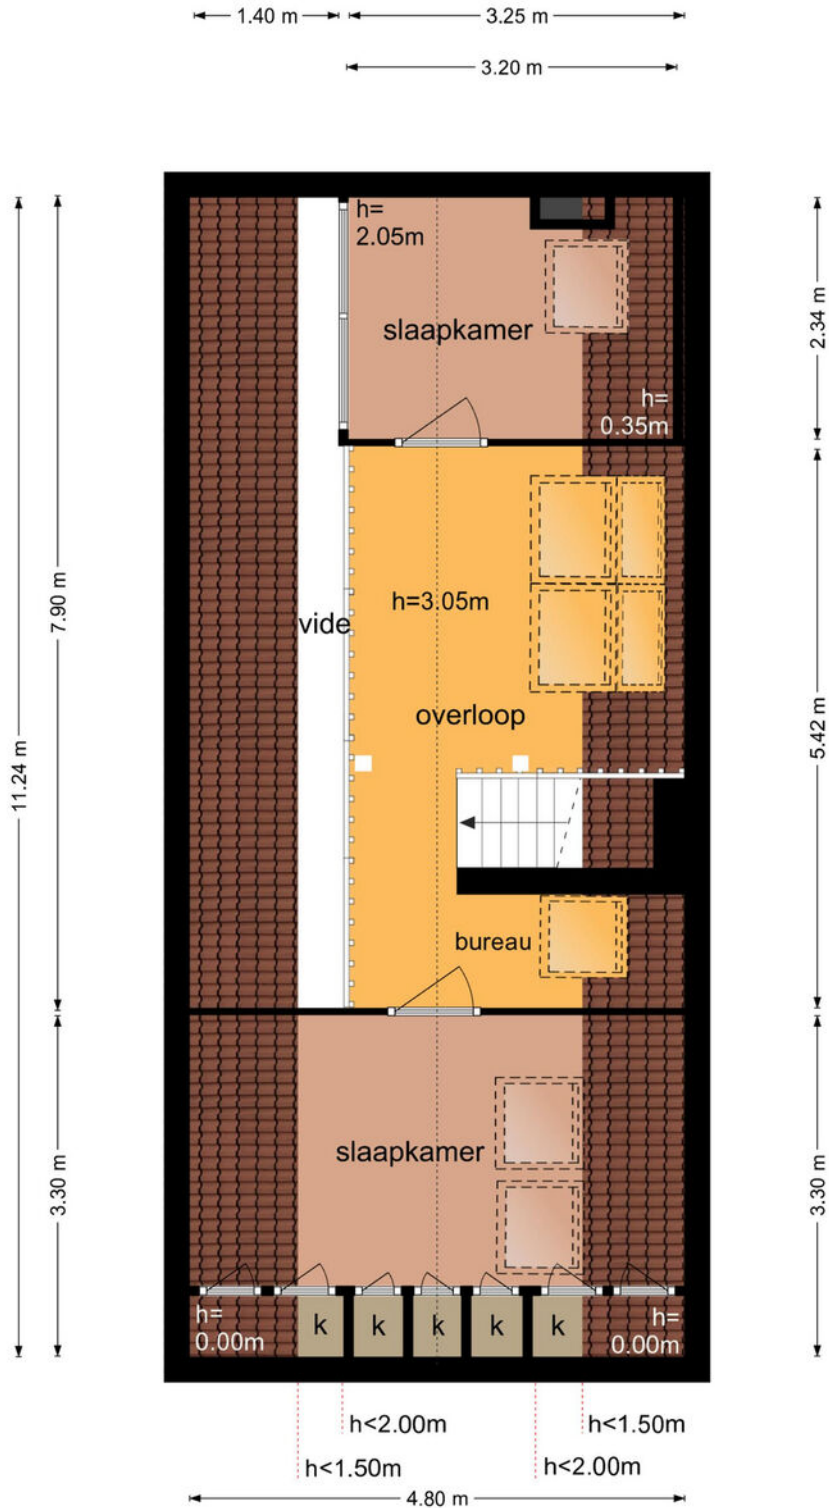 1.40 m
3.25 m
3.20 m
h=
2.05m
slaapkamer
2.34 m
h=
0.35m
7.90 m
h=3.05m
vide
overloop
5.42 m
11.24 m
bureau
slaapkamer
3.30 m
3.30 m
h=
0.00m
k
k
k
k
k
h=
0.00m
h<2.00m
h<1.50m
h<1.50m
h<2.00m
4.80 m